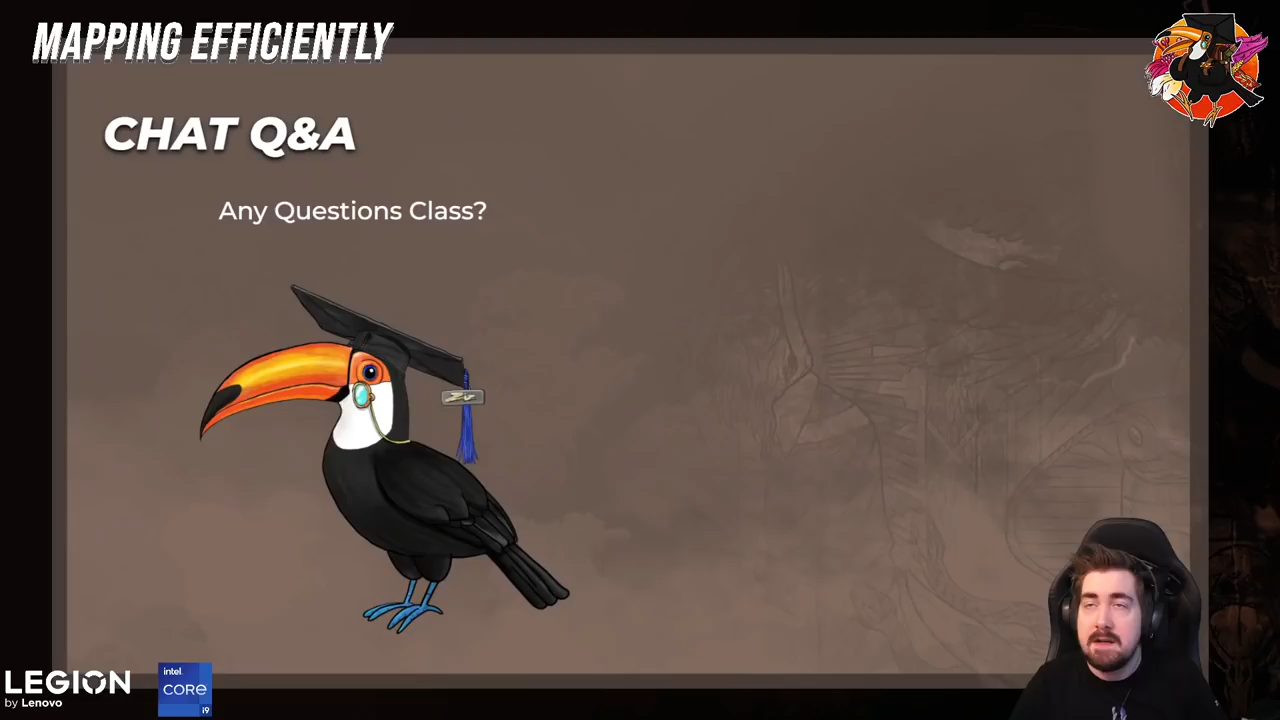 MAPPING EFFICIENTLY
CHAT Q&A
Any Questions Class?
LEGION
by Lenovo
intel
CORE
i9